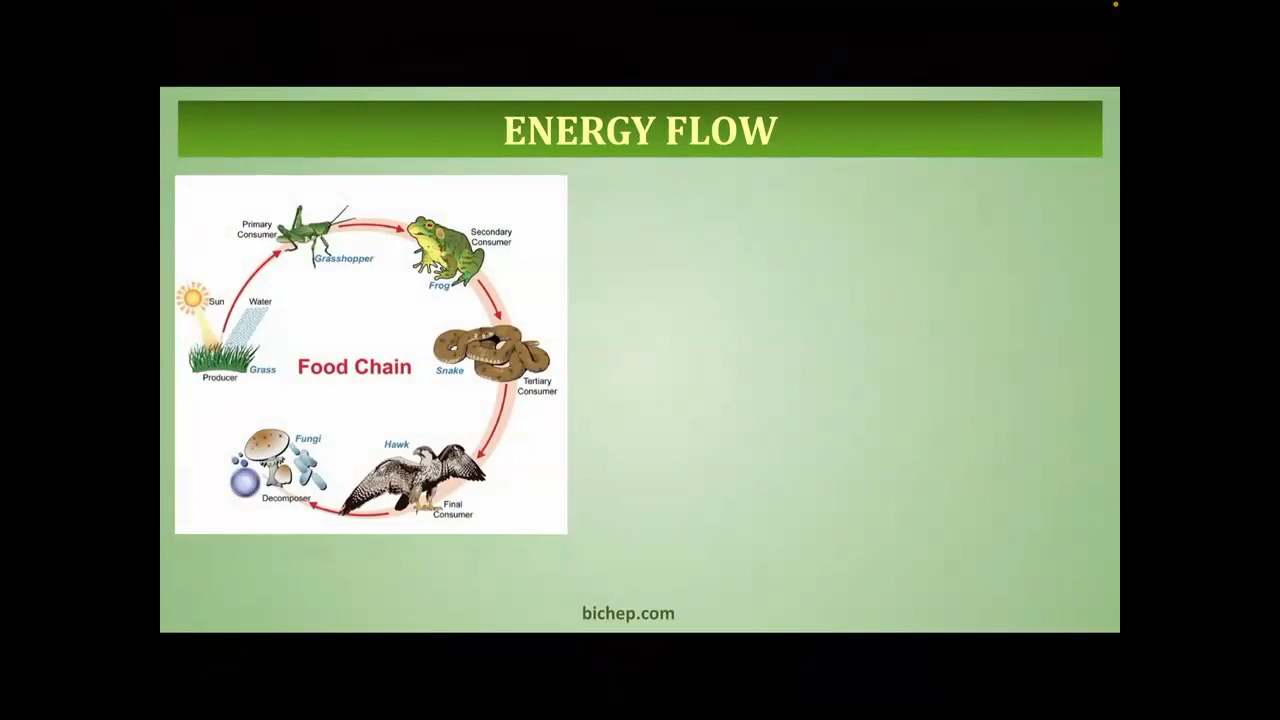 ENERGY FLOW
Primary
Consumer
Grasshopper
Secondary
Consumer
Frog
Sun
Water
Grass
Producer
Food Chain
Snake
Tertiary
Consumer
Hawk
Final
Consumer
Fungi
Decomposer
bichep.com